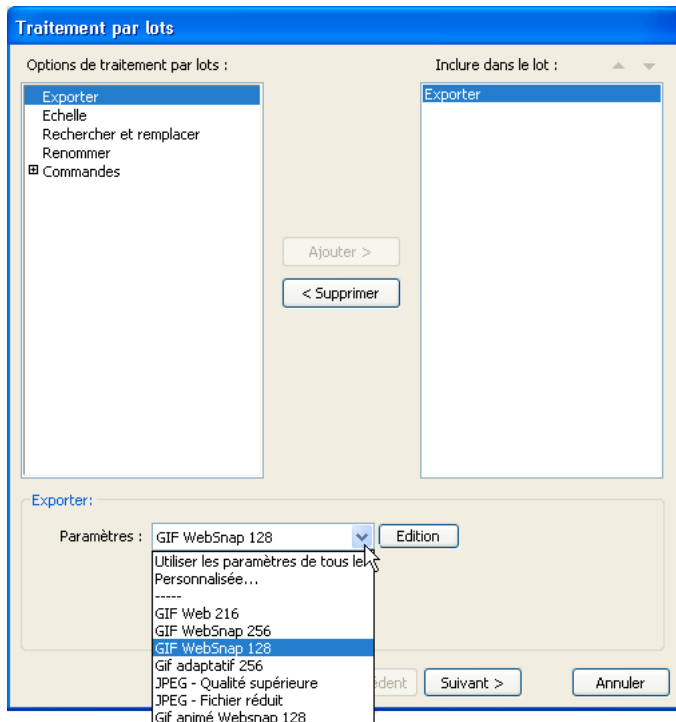 Traitement par lots
Options de traitement par lots :
Inclure dans le lot :
Exporter
Echelle
Rechercher et remplacer
Renommer
Commandes
Exporter
Ajouter >
< Supprimer
Exporter:
Paramètres :
GIF WebSnap 128
Edition
Utiliser les paramètres de tous le
Personnalisée...
-----
GIF Web 216
GIF WebSnap 256
GIF WebSnap 128
Gif adaptatif 256
JPEG - Qualité supérieure
JPEG - Fichier réduit
Gif animé Websnap 128
Suivant >
Annuler